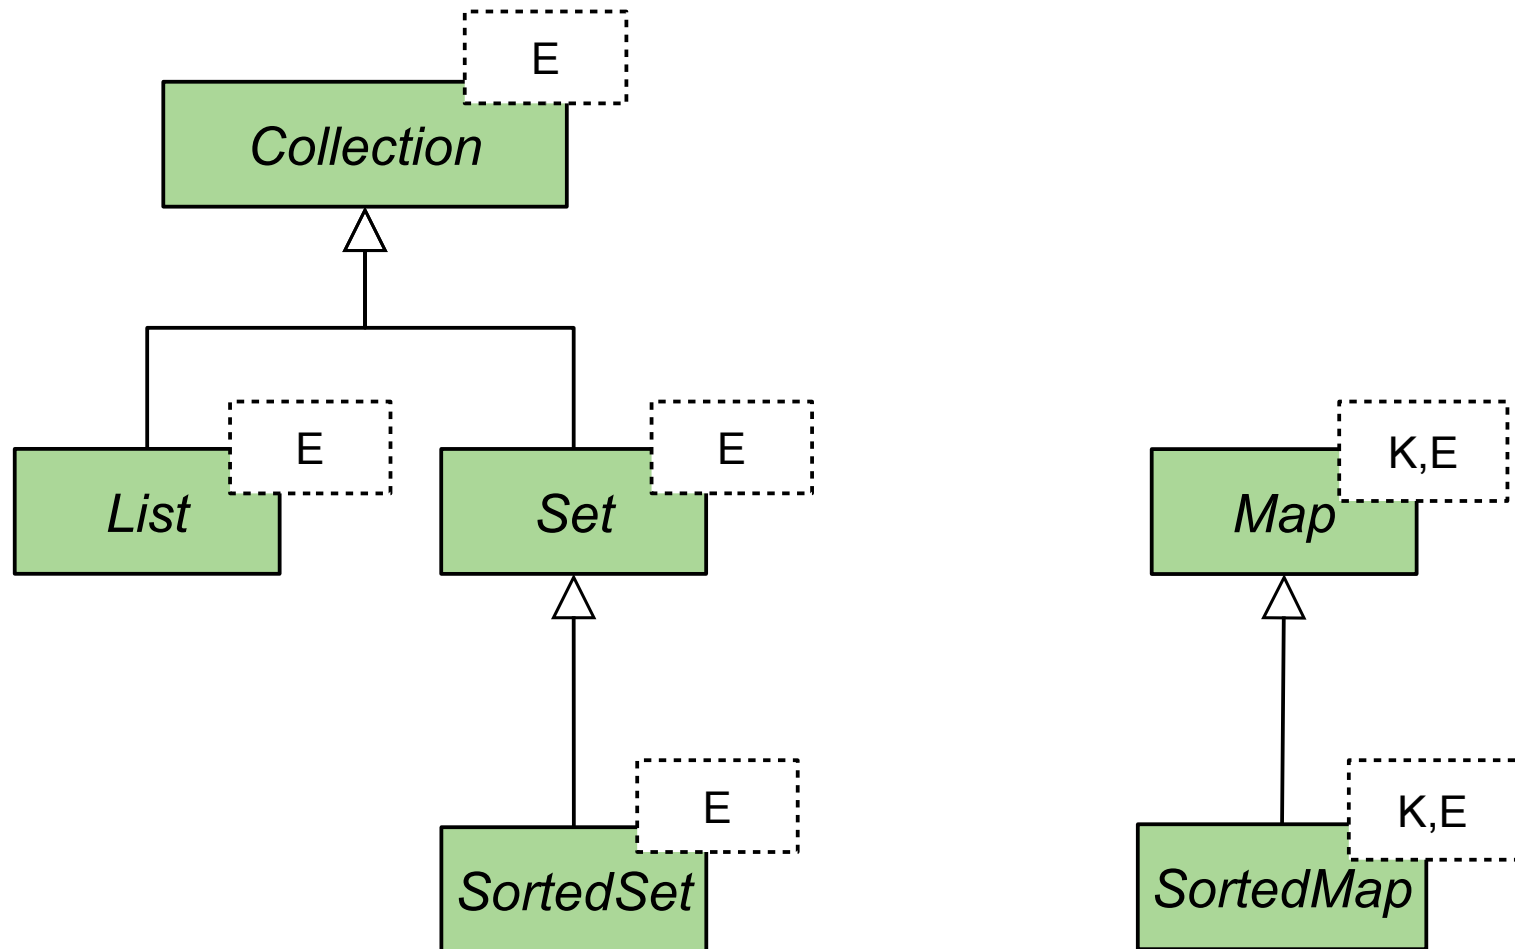 E
Collection
E
List
E
Set
K,E
Map
E
SortedSet
K,E
SortedMap